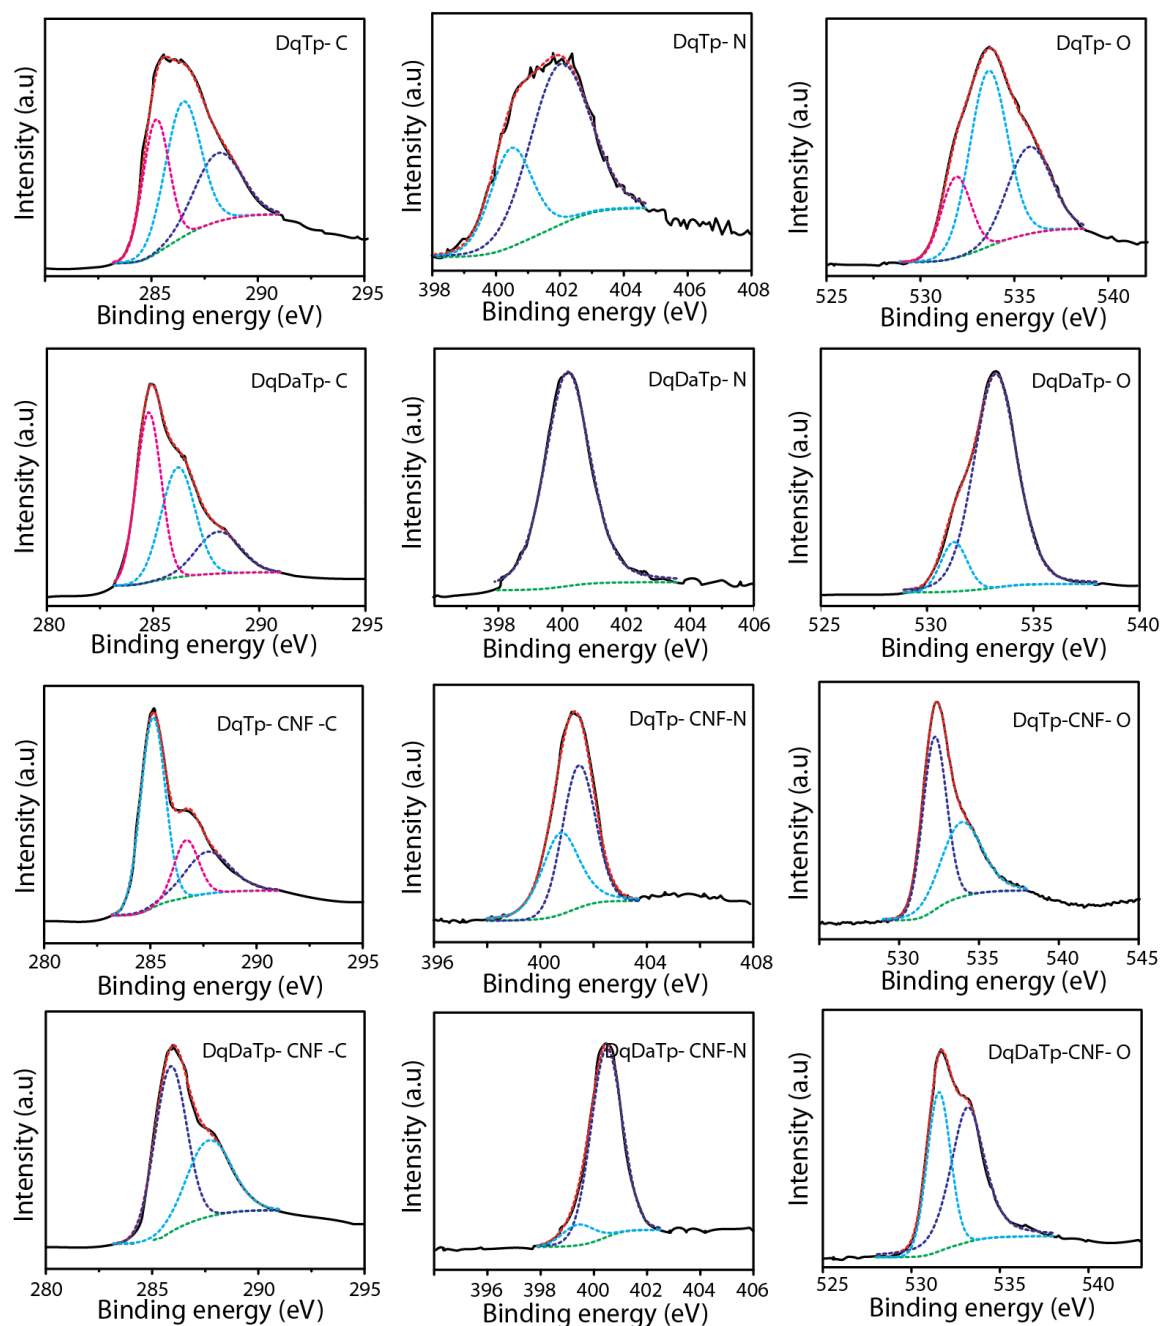 DqTp- C
Intensity (a.u)
285 290 295
Binding energy (eV)
DqTp- N
Intensity (a.u)
398 400 402 404 406 408
Binding energy (eV)
DqTp- O
Intensity (a.u)
525 530 535 540
Binding energy (eV)
DqDaTp- C
Intensity (a.u)
280 285 290 295
Binding energy (eV)
DqDaTp- N
Intensity (a.u)
398 400 402 404 406
Binding energy (eV)
DqDaTp- O
Intensity (a.u)
525 530 535 540
Binding energy (eV)
DqTp- CNF -C
Intensity (a.u)
280 285 290 295
Binding energy (eV)
DqTp- CNF-N
Intensity (a.u)
396 400 404 408
Binding energy (eV)
DqTp-CNF- O
Intensity (a.u)
530 535 540 545
Binding energy (eV)
DqDaTp- CNF -C
Intensity (a.u)
280 285 290 295
Binding energy (eV)
DqDaTp- CNF-N
Intensity (a.u)
394 396 398 400 402 404 406
Binding energy (eV)
DqDaTp-CNF- O
Intensity (a.u)
525 530 535 540
Binding energy (eV)